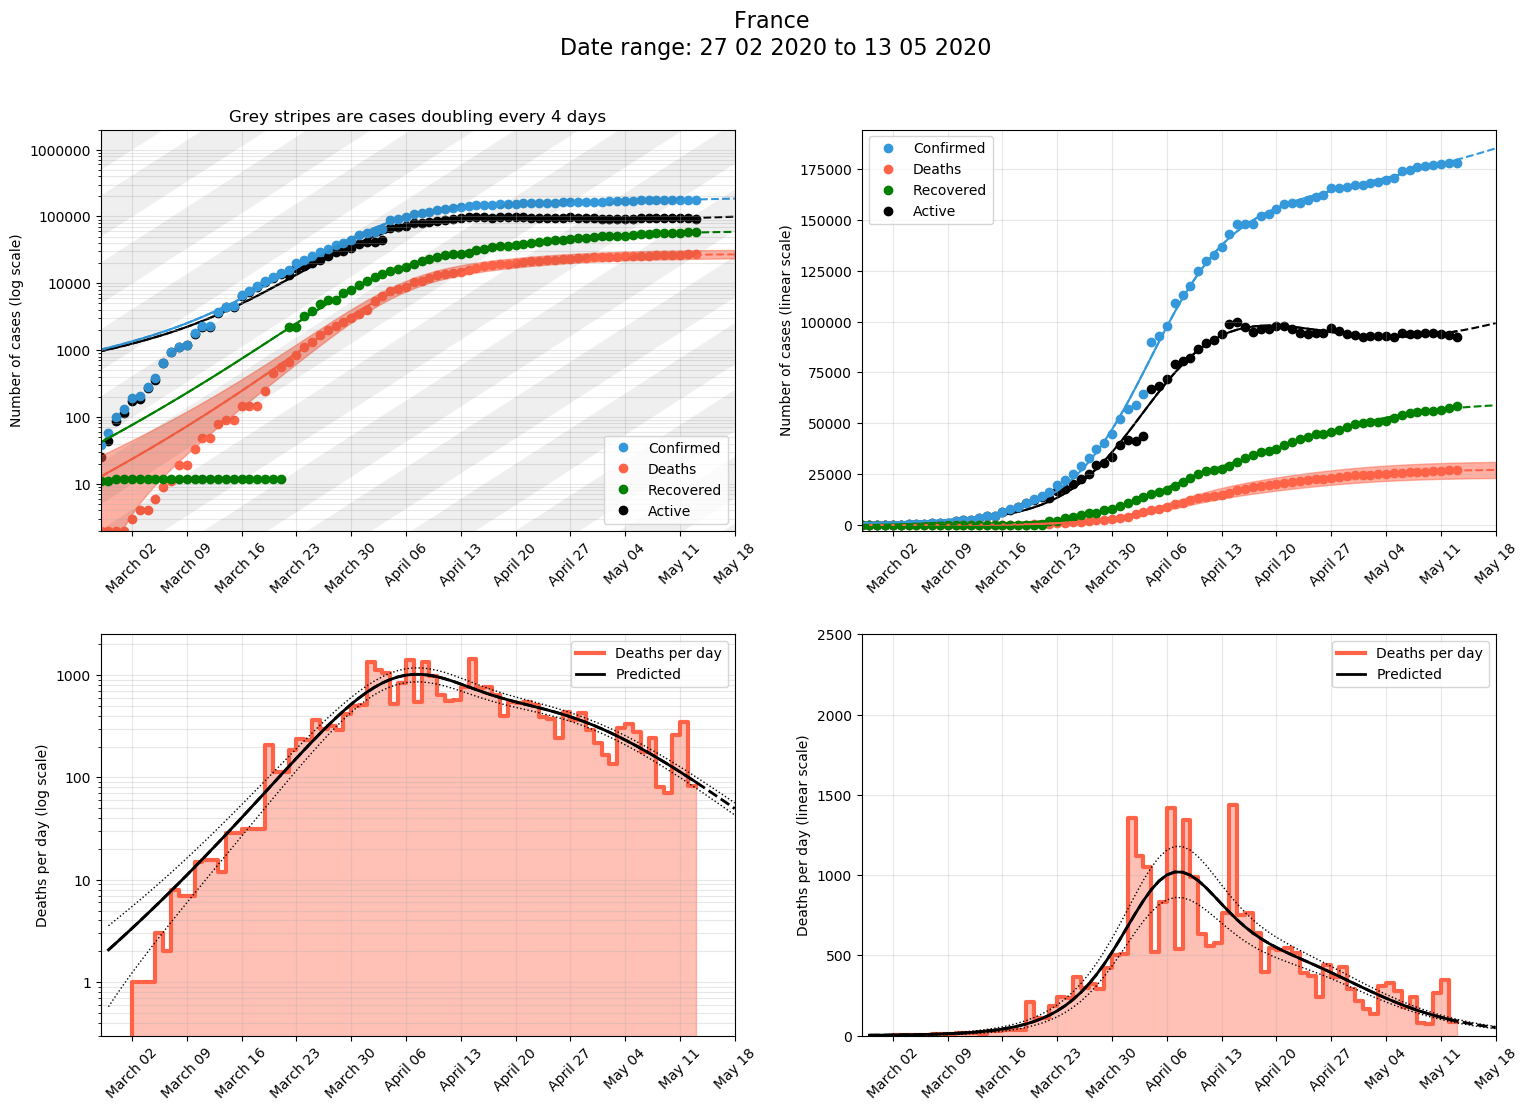 France
Date range: 27 02 2020 to 13 05 2020
Grey stripes are cases doubling every 4 days
Number of cases (log scale)
1000000
100000
10000
1000
100
10
Confirmed
Deaths
Recovered
Active
March 02
March 09
March 16
March 23
March 30
April 06
April 13
April 20
April 27
May 04
May 11
May 18
Number of cases (linear scale)
175000
150000
125000
100000
75000
50000
25000
0
Confirmed
Deaths
Recovered
Active
March 02
March 09
March 16
March 23
March 30
April 06
April 13
April 20
April 27
May 04
May 11
May 18
Deaths per day (log scale)
1000
100
10
1
Deaths per day
Predicted
March 02
March 09
March 16
March 23
March 30
April 06
April 13
April 20
April 27
May 04
May 11
May 18
Deaths per day (linear scale)
2500
2000
1500
1000
500
0
Deaths per day
Predicted
March 02
March 09
March 16
March 23
March 30
April 06
April 13
April 20
April 27
May 04
May 11
May 18